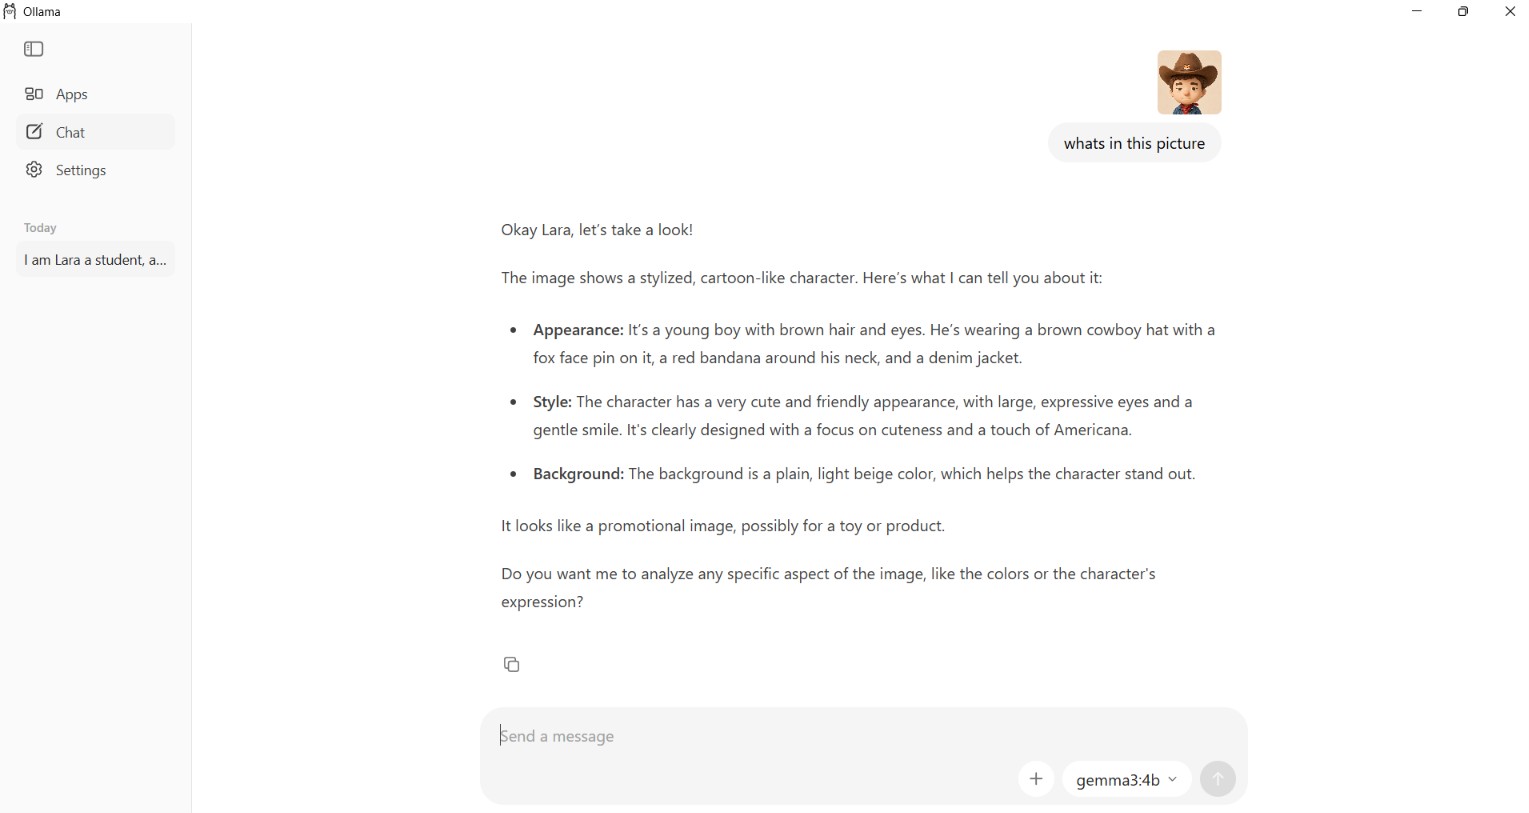 Ollama
Apps
Chat
Settings
Today
I am Lara a student, a...
whats in this picture
Okay Lara, let's take a look!
The image shows a stylized, cartoon-like character. Here's what I can tell you about it:
• Appearance: It's a young boy with brown hair and eyes. He's wearing a brown cowboy hat with a
fox face pin on it, a red bandana around his neck, and a denim jacket.
• Style: The character has a very cute and friendly appearance, with large, expressive eyes and a
gentle smile. It's clearly designed with a focus on cuteness and a touch of Americana.
• Background: The background is a plain, light beige color, which helps the character stand out.
It looks like a promotional image, possibly for a toy or product.
Do you want me to analyze any specific aspect of the image, like the colors or the character's
expression?
Send a message
gemma3:4b